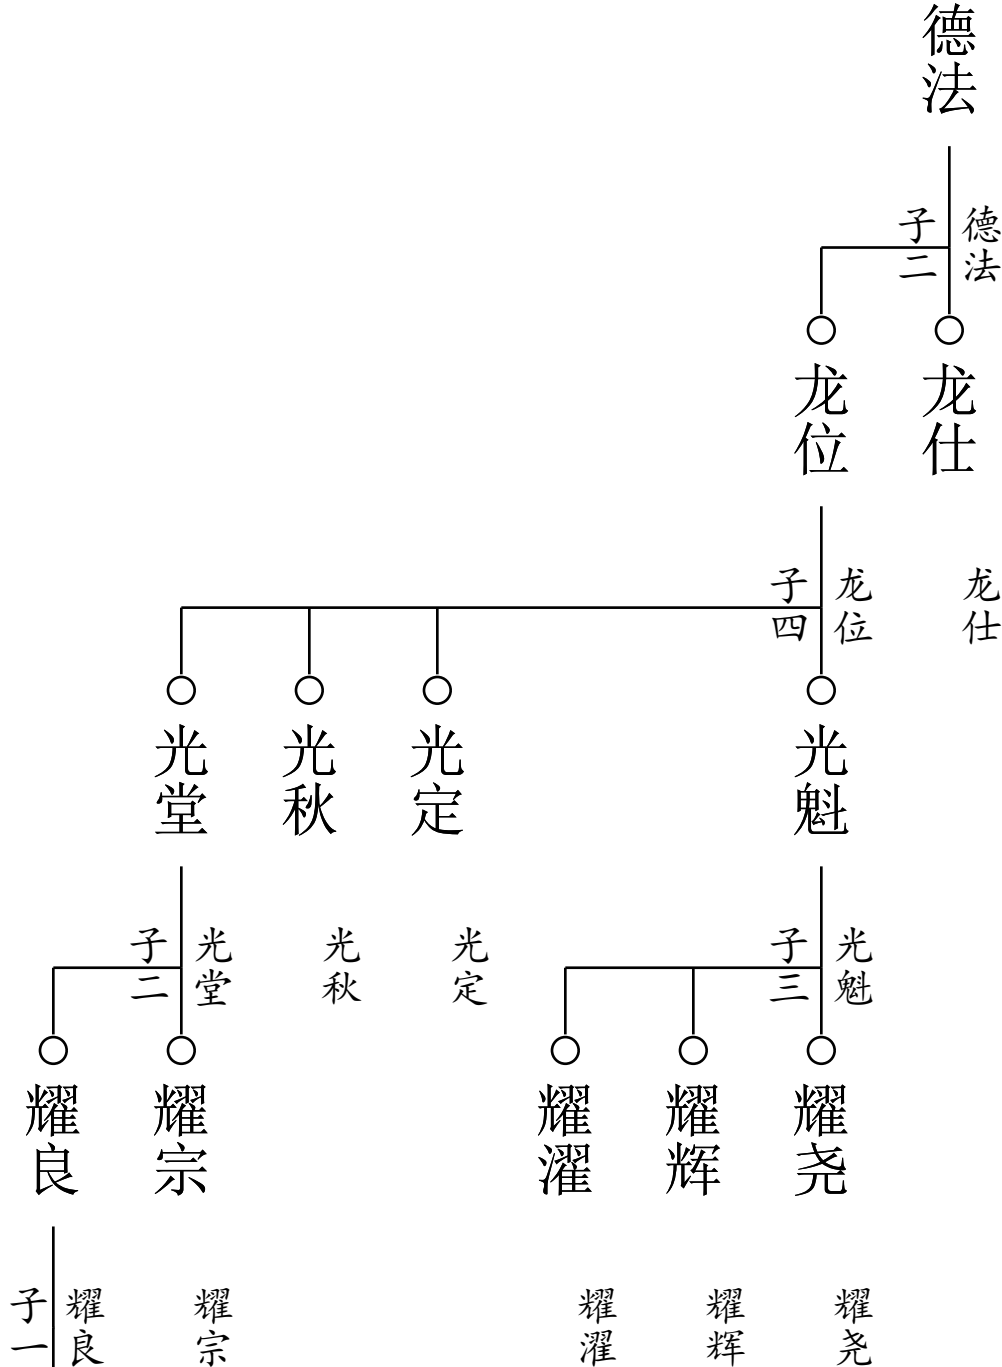 德法
德法
子二
龙仕
龙位
龙仕
龙位
子四
光魁
光定
光秋
光堂
光魁
子三
光定
光秋
光堂
子二
耀尧
耀辉
耀濯
耀宗
耀良
耀尧
耀辉
耀濯
耀宗
耀良
子一